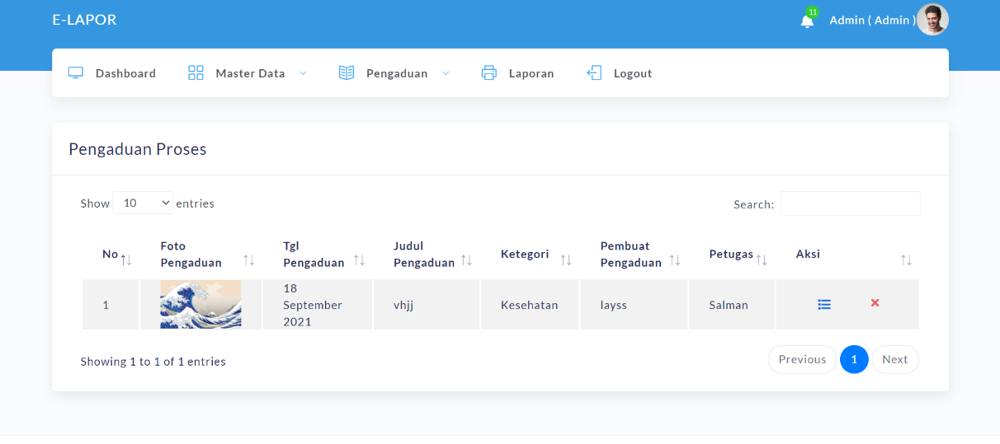 E-LAPOR
11
Admin ( Admin )
Dashboard
Master Data
Pengaduan
Laporan
Logout
Pengaduan Proses
Show 10 entries
Search:
No
Foto
Pengaduan
Tgl
Pengaduan
Judul
Pengaduan
Ketegori
Pembuat
Pengaduan
Petugas
Aksi
1
18
September
2021
vhjj
Kesehatan
layss
Salman
Showing 1 to 1 of 1 entries
Previous
1
Next